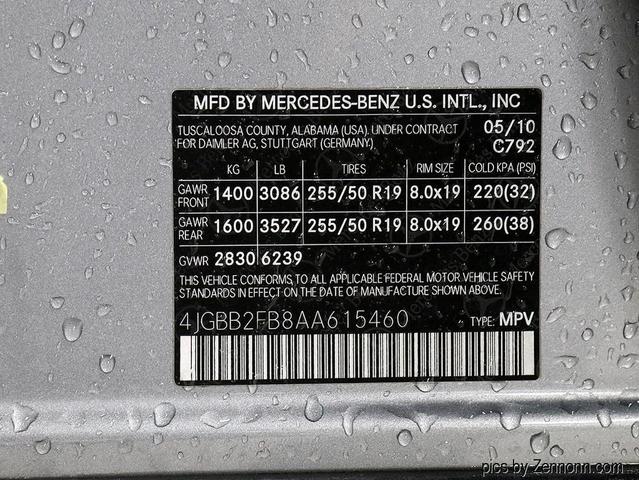 MFD BY MERCEDES-BENZ U.S. INTL., INC
TUSCALOOSA COUNTY, ALABAMA (USA). UNDER CONTRACT 05/10
FOR DAIMLER AG, STUTTGART (GERMANY). C792
KG LB TIRES RIM SIZE COLD KPA (PSI)
GAWR FRONT 1400 3086 255/50 R19 8.0x19 220(32)
GAWR REAR 1600 3527 255/50 R19 8.0x19 260(38)
GVWR 2830 6239
THIS VEHICLE CONFORMS TO ALL APPLICABLE FEDERAL MOTOR VEHICLE SAFETY
STANDARDS IN EFFECT ON THE DATE OF MANUFACTURE SHOWN ABOVE.
4JGBB2FB8AA615460 TYPE: MPV
pics by Zennorin.com